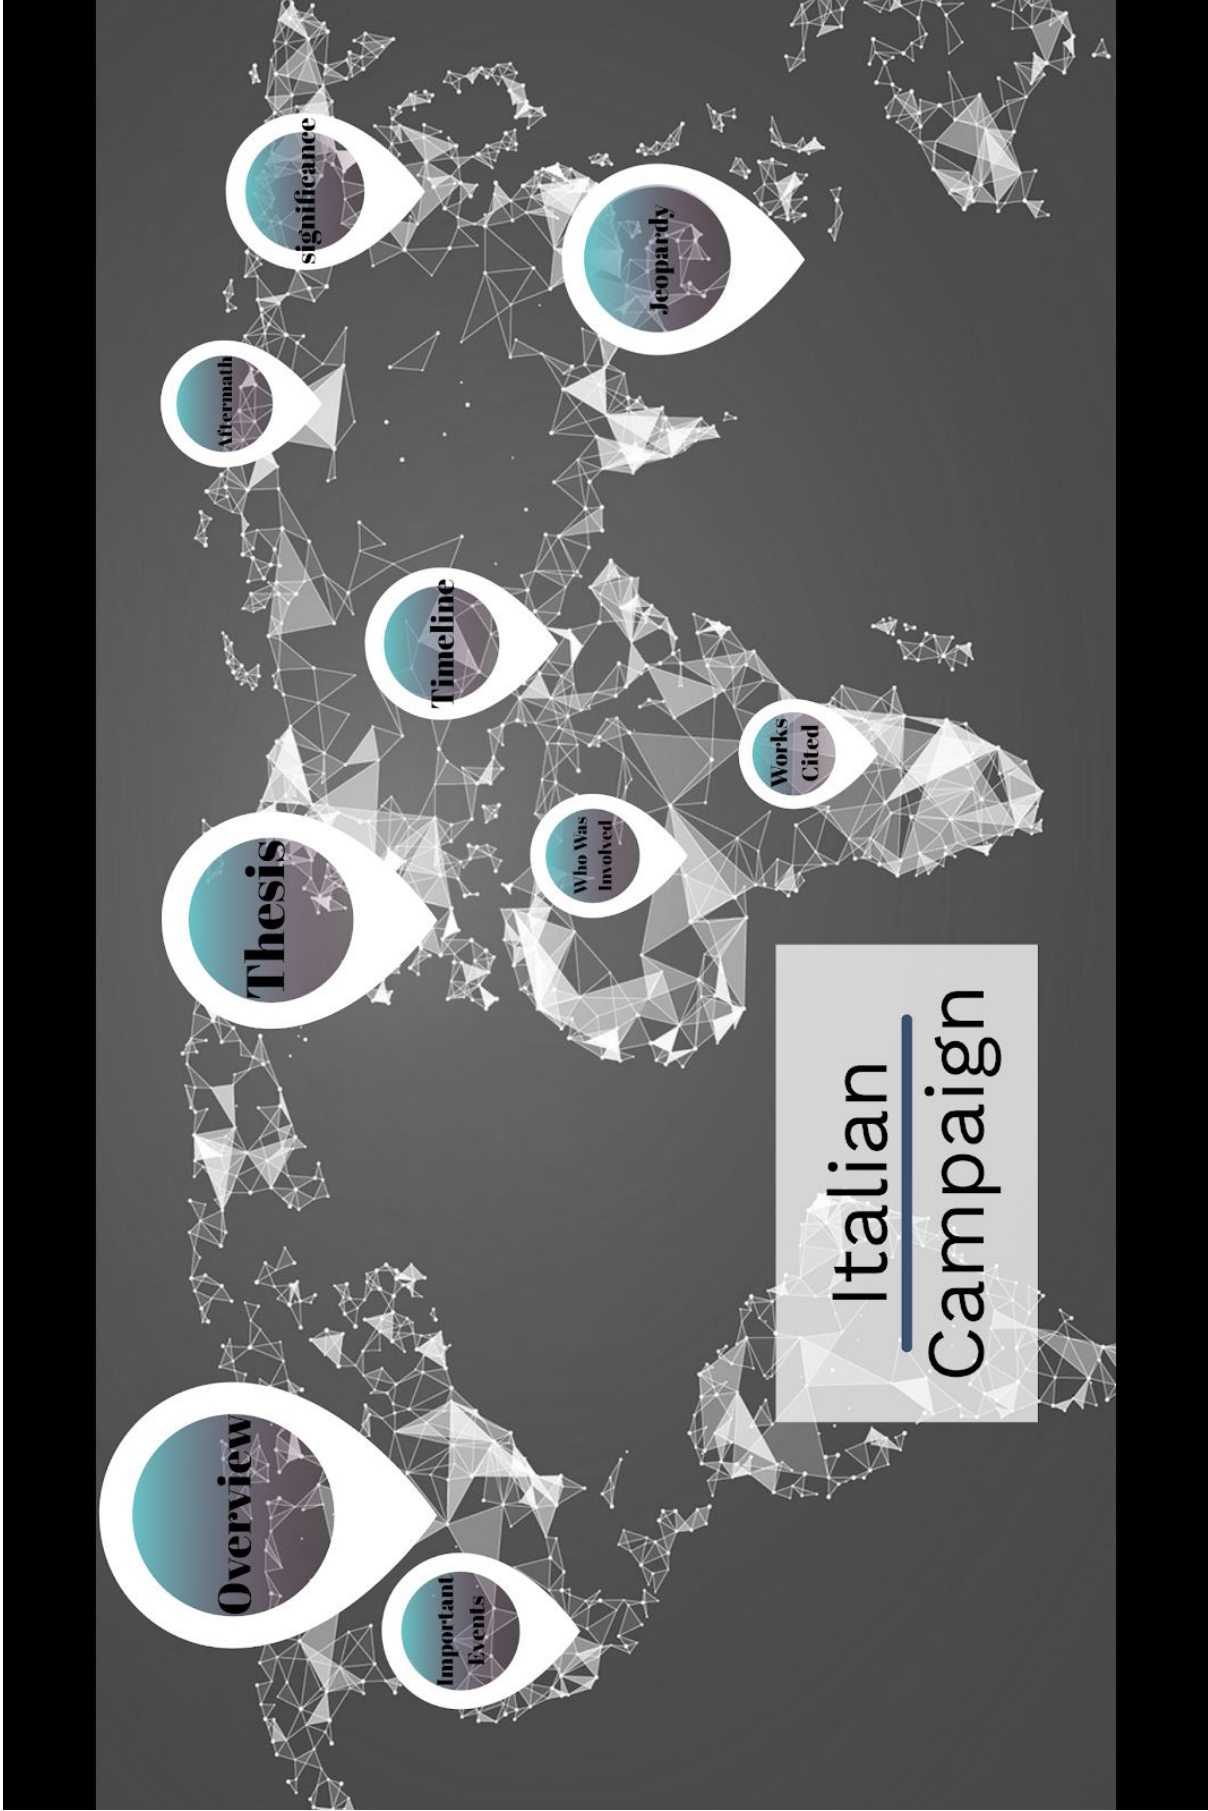 Overview
Important
Events
Thesis
Who Was
Involved
Works
Cited
Timeline
Aftermath
significance
Jeopardy
Italian
Campaign